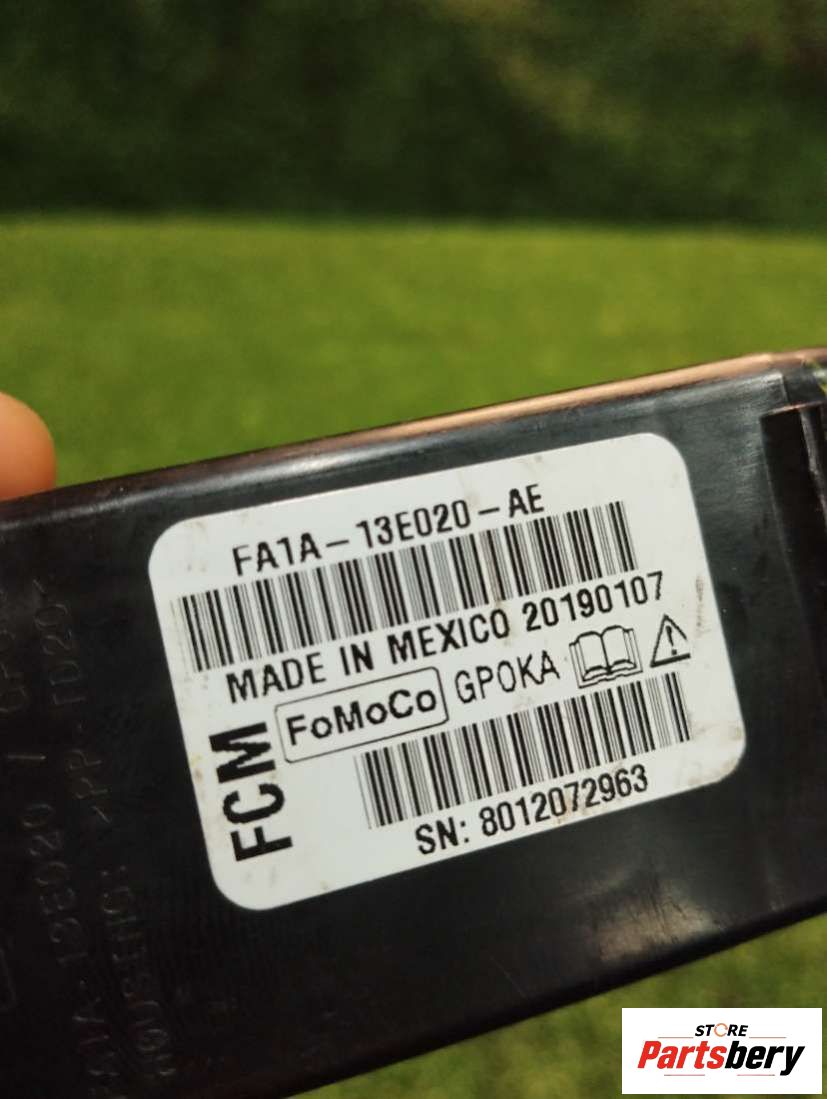 FA1A-13E020-AE
MADE IN MEXICO 20190107
FoMoCo GPOKA
FCM
SN: 8012072963
STORE
Partsbery